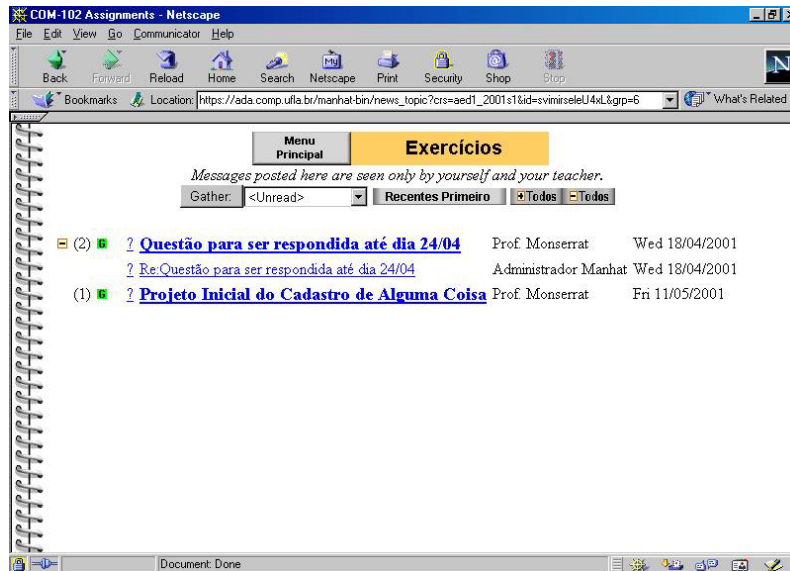 COM-102 Assignments - Netscape
File Edit View Go Communicator Help
Back Forward Reload Home Search Netscape Print Security Shop Stop
Bookmarks Location: https://ada.comp.ufla.br/manhat-bin/news_topic?crs=aed1_2001s1&id=svimirseleU4xL&grp=6 What's Related
Menu
Principal
Exercícios
Messages posted here are seen only by yourself and your teacher.
Gather: <Unread> Recentes Primeiro +Todos -Todos
(2) G ? Questão para ser respondida até dia 24/04 Prof. Monserrat Wed 18/04/2001
? Re:Questão para ser respondida até dia 24/04 Administrador Manhat Wed 18/04/2001
(1) G ? Projeto Inicial do Cadastro de Alguma Coisa Prof. Monserrat Fri 11/05/2001
Document: Done